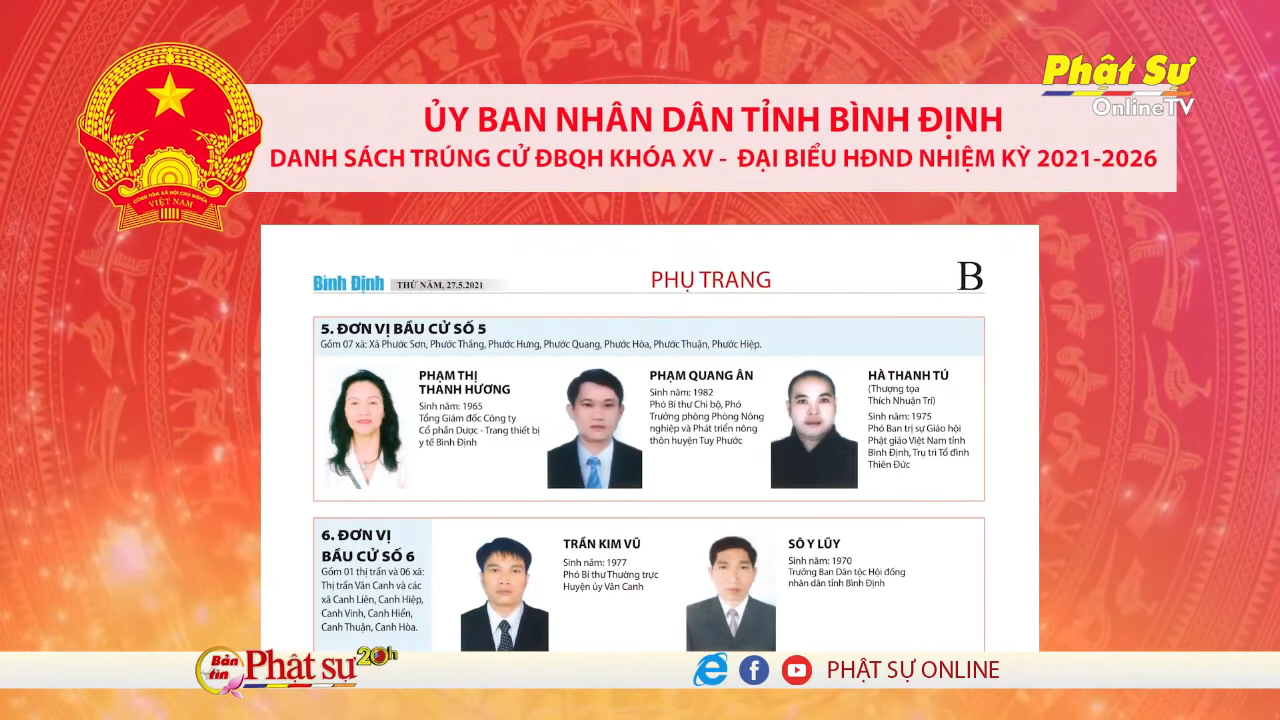 Phật Sự
OnlineTV
ỦY BAN NHÂN DÂN TỈNH BÌNH ĐỊNH
DANH SÁCH TRÚNG CỬ ĐBQH KHÓA XV - ĐẠI BIỂU HĐND NHIỆM KỲ 2021-2026
CỘNG HÒA XÃ HỘI CHỦ NGHĨA
VIỆT NAM
Bình Định THỨ NĂM, 27.5.2021 PHỤ TRANG B
5. ĐƠN VỊ BẦU CỬ SỐ 5
Gồm 07 xã: Xã Phước Sơn, Phước Thắng, Phước Hưng, Phước Quang, Phước Hòa, Phước Thuận, Phước Hiệp.
PHẠM THỊ
THANH HƯƠNG
Sinh năm: 1965
Tổng Giám đốc Công ty
Cổ phần Dược - Trang thiết bị
y tế Bình Định
PHẠM QUANG ÂN
Sinh năm: 1982
Phó Bí thư Chi bộ, Phó
Trưởng phòng Phòng Nông
nghiệp và Phát triển nông
thôn huyện Tuy Phước
HÀ THANH TÚ
(Thượng tọa
Thích Nhuận Trí)
Sinh năm: 1975
Phó Ban trị sự Giáo hội
Phật giáo Việt Nam tỉnh
Bình Định, Trụ trì Tổ đình
Thiên Đức
6. ĐƠN VỊ
BẦU CỬ SỐ 6
Gồm 01 thị trấn và 06 xã:
Thị trấn Vân Canh và các
xã Canh Liên, Canh Hiệp,
Canh Vinh, Canh Hiển,
Canh Thuận, Canh Hòa.
TRẦN KIM VŨ
Sinh năm: 1977
Phó Bí thư Thường trực
Huyện ủy Vân Canh
SÔ Y LŨY
Sinh năm: 1970
Trưởng Ban Dân tộc Hội đồng
nhân dân tỉnh Bình Định
Bản tin Phật sự 20h
PHẬT SỰ ONLINE